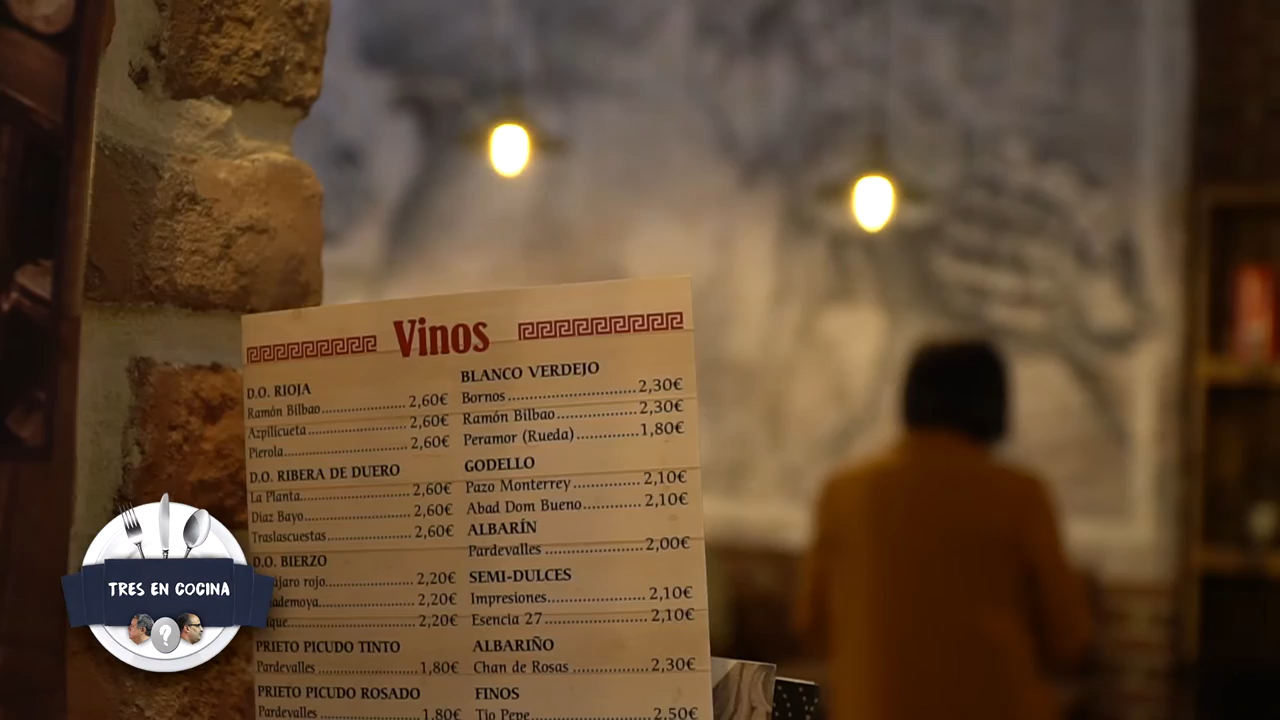 Vinos
D.O. RIOJA
Ramón Bilbao........................ 2,60€
Azpilicueta........................... 2,60€
Pierola................................. 2,60€
D.O. RIBERA DE DUERO
La Planta.............................. 2,60€
Diaz Bayo............................. 2,60€
Traslascuestas...................... 2,60€
D.O. BIERZO
rojo....................... 2,20€
2,20€
2,20€
PRIETO PICUDO TINTO
Pardevalles ..........................1,80€
PRIETO PICUDO ROSADO
Pardevalles ..........................1,80€
BLANCO VERDEJO
Bornos ................................2,30€
Ramón Bilbao.......................2,30€
Peramor (Rueda) .................1,80€
GODELLO
Pazo Monterrey ...................2,10€
Abad Dom Bueno................2,10€
ALBARÍN
Pardevalles ..........................2,00€
SEMI-DULCES
Impresiones.........................2,10€
Esencia 27 ..........................2,10€
ALBARIÑO
Chan de Rosas ....................2,30€
FINOS
Tio Pepe..............................2,50€
TRES EN COCINA
?